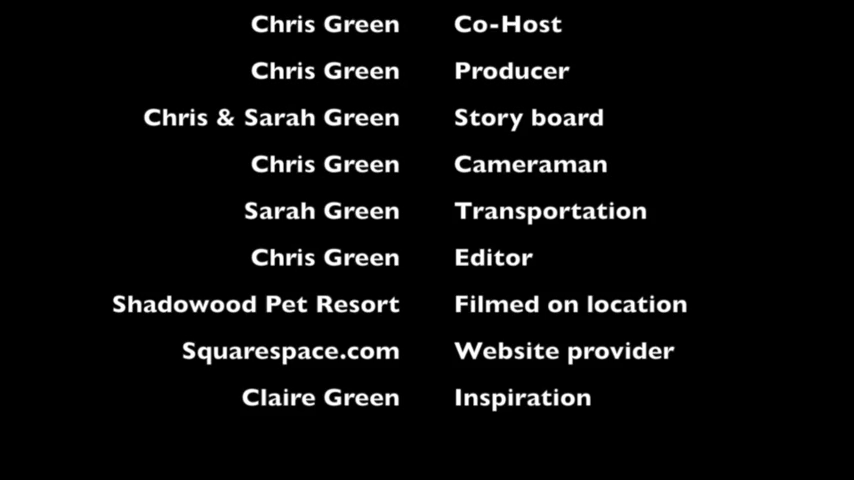 Chris Green Co-Host
Chris Green Producer
Chris & Sarah Green Story board
Chris Green Cameraman
Sarah Green Transportation
Chris Green Editor
Shadowood Pet Resort Filmed on location
Squarespace.com Website provider
Claire Green Inspiration